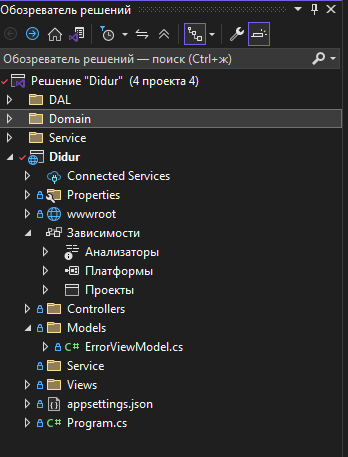 Обозреватель решений
Обозреватель решений — поиск (Ctrl+ж)
Решение "Didur" (4 проекта 4)
DAL
Domain
Service
Didur
Connected Services
Properties
wwwroot
Зависимости
Анализаторы
Платформы
Проекты
Controllers
Models
C# ErrorViewModel.cs
Service
Views
appsettings.json
C# Program.cs